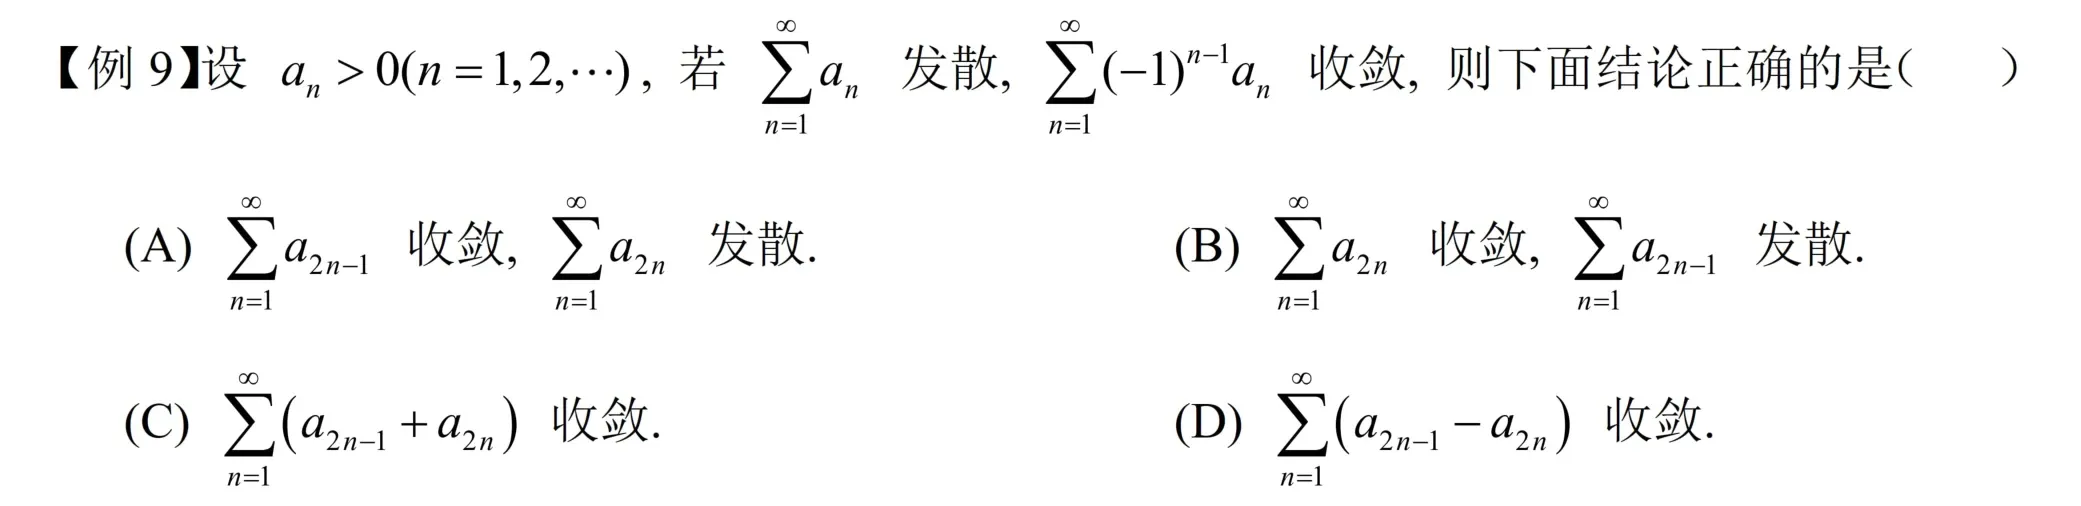 【例 9】设 $a_n > 0(n = 1, 2, \cdots)$, 若 $\sum_{n=1}^{\infty} a_n$ 发散, $\sum_{n=1}^{\infty} (-1)^{n-1} a_n$ 收敛, 则下面结论正确的是( )
(A) $\sum_{n=1}^{\infty} a_{2n-1}$ 收敛, $\sum_{n=1}^{\infty} a_{2n}$ 发散. (B) $\sum_{n=1}^{\infty} a_{2n}$ 收敛, $\sum_{n=1}^{\infty} a_{2n-1}$ 发散.
(C) $\sum_{n=1}^{\infty} (a_{2n-1} + a_{2n})$ 收敛. (D) $\sum_{n=1}^{\infty} (a_{2n-1} - a_{2n})$ 收敛.